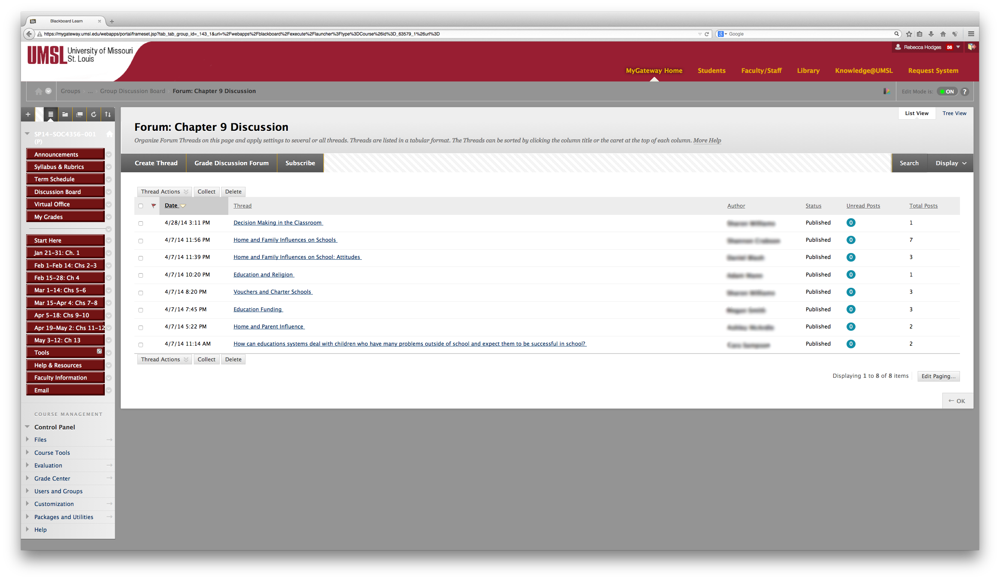 Blackboard Learn
https://mygateway.umsl.edu/webapps/portal/frameset.jsp?tab_tab_group_id=_143_1&url=%2Fwebapps%2Fblackboard%2Fexecute%2Flauncher%3Ftype%3DCourse%26id%3D_63579_1%26url%3D
Google
UMSL University of Missouri
St. Louis
Rebecca Hodges 56
MyGateway Home Students Faculty/Staff Library Knowledge@UMSL Request System
Groups ... Group Discussion Board Forum: Chapter 9 Discussion
Edit Mode is: ON ?
SP14-SOC4356-001
(P)
Announcements
Syllabus & Rubrics
Term Schedule
Discussion Board
Virtual Office
My Grades
Start Here
Jan 21-31: Ch. 1
Feb 1-Feb 14: Chs 2-3
Feb 15-28: Ch 4
Mar 1-14: Chs 5-6
Mar 15-Apr 4: Chs 7-8
Apr 5-18: Chs 9-10
Apr 19-May 2: Chs 11-12
May 3-12: Ch 13
Tools
Help & Resources
Faculty Information
Email
COURSE MANAGEMENT
Control Panel
Files
Course Tools
Evaluation
Grade Center
Users and Groups
Customization
Packages and Utilities
Help
List View Tree View
Forum: Chapter 9 Discussion
Organize Forum Threads on this page and apply settings to several or all threads. Threads are listed in a tabular format. The Threads can be sorted by clicking the column title or the caret at the top of each column. More Help
Create Thread Grade Discussion Forum Subscribe Search Display
Thread Actions Collect Delete
Date Thread Author Status Unread Posts Total Posts
4/28/14 3:11 PM Decision Making in the Classroom Published 0 1
4/7/14 11:56 PM Home and Family Influences on Schools Published 0 7
4/7/14 11:39 PM Home and Family Influences on School: Attitudes Published 0 3
4/7/14 10:20 PM Education and Religion Published 0 1
4/7/14 8:20 PM Vouchers and Charter Schools Published 0 3
4/7/14 7:45 PM Education Funding Published 0 3
4/7/14 5:22 PM Home and Parent Influence Published 0 2
4/7/14 11:14 AM How can educations systems deal with children who have many problems outside of school and expect them to be successful in school? Published 0 2
Thread Actions Collect Delete
Displaying 1 to 8 of 8 items Edit Paging...
OK